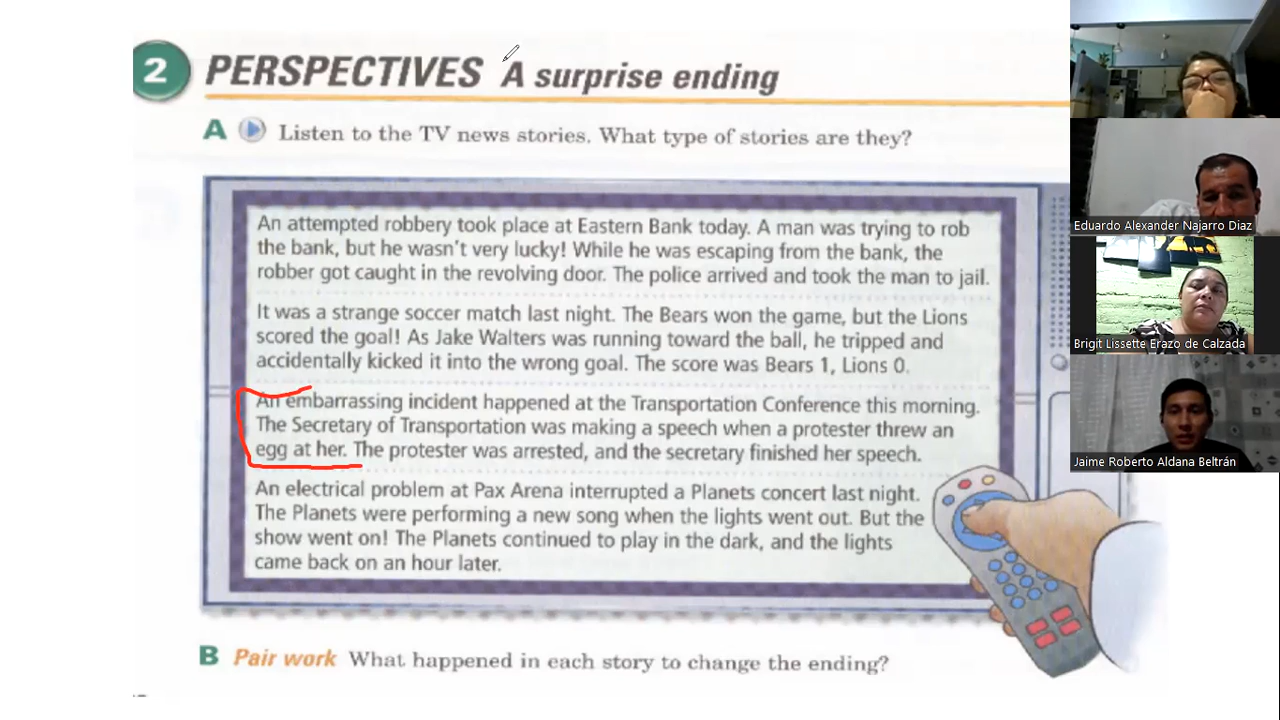 2 PERSPECTIVES A surprise ending
A Listen to the TV news stories. What type of stories are they?
An attempted robbery took place at Eastern Bank today. A man was trying to rob
the bank, but he wasn't very lucky! While he was escaping from the bank, the
robber got caught in the revolving door. The police arrived and took the man to jail.
It was a strange soccer match last night. The Bears won the game, but the Lions
scored the goal! As Jake Walters was running toward the ball, he tripped and
accidentally kicked it into the wrong goal. The score was Bears 1, Lions 0.
An embarrassing incident happened at the Transportation Conference this morning.
The Secretary of Transportation was making a speech when a protester threw an
egg at her. The protester was arrested, and the secretary finished her speech.
An electrical problem at Pax Arena interrupted a Planets concert last night.
The Planets were performing a new song when the lights went out. But the
show went on! The Planets continued to play in the dark, and the lights
came back on an hour later.
B Pair work What happened in each story to change the ending?
Eduardo Alexander Najarro Diaz
Brigit Lissette Erazo de Calzada
Jaime Roberto Aldana Beltrán